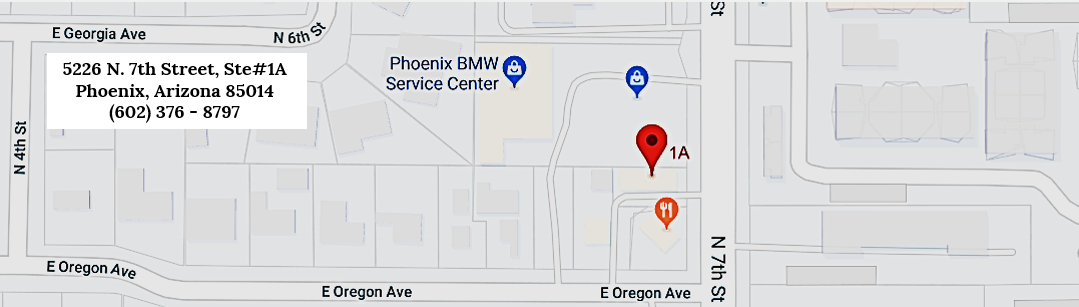 E Georgia Ave
N 6th St
St
5226 N. 7th Street, Ste#1A
Phoenix, Arizona 85014
(602) 376 - 8797
Phoenix BMW
Service Center
N 4th St
1A
N 7th St
E Oregon Ave
E Oregon Ave
E Oregon Ave